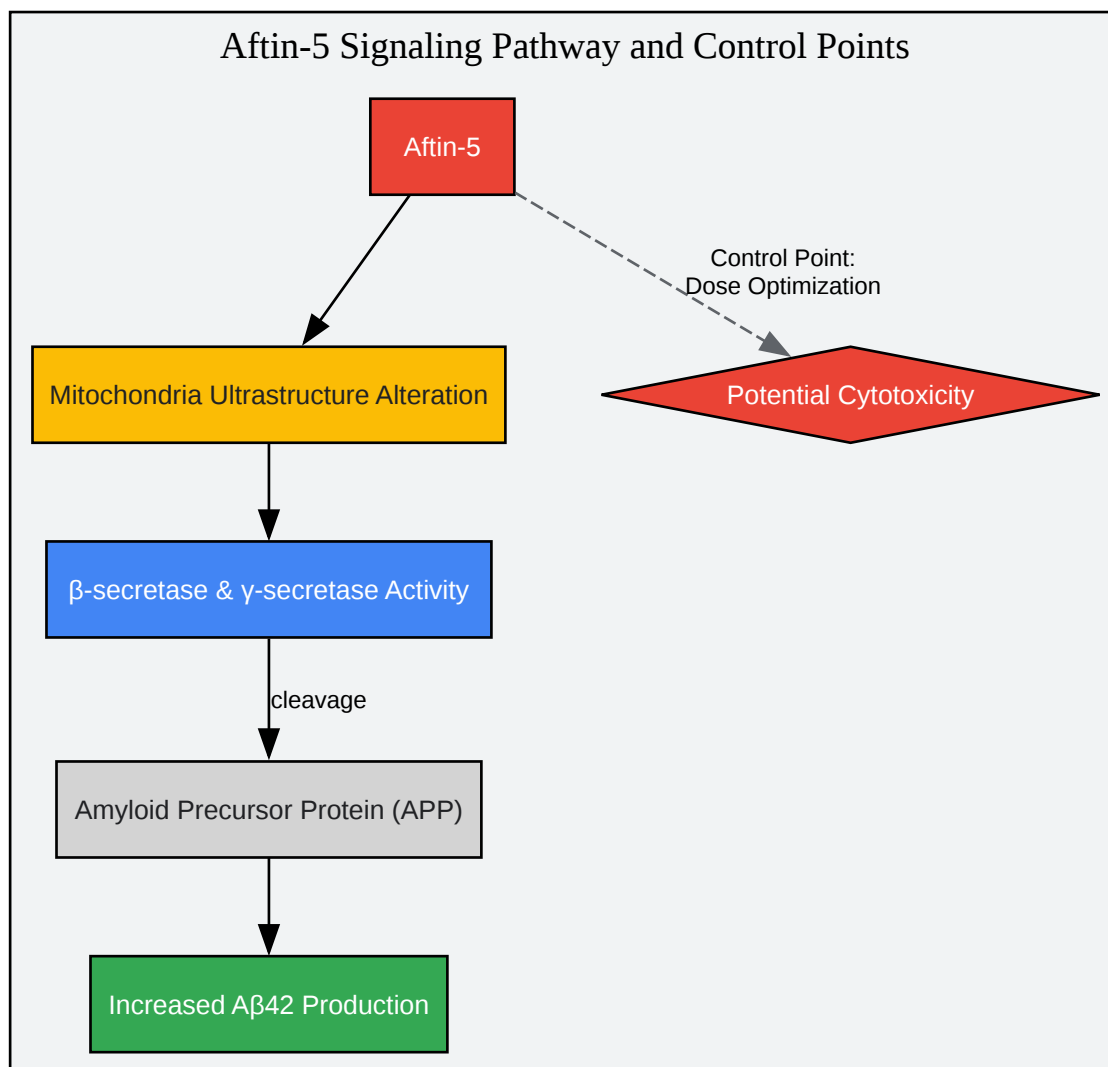 Aftin-5 Signaling Pathway and Control Points
Aftin-5
Control Point:
Dose Optimization
Mitochondria Ultrastructure Alteration
Potential Cytotoxicity
β-secretase & γ-secretase Activity
cleavage
Amyloid Precursor Protein (APP)
Increased Aβ42 Production